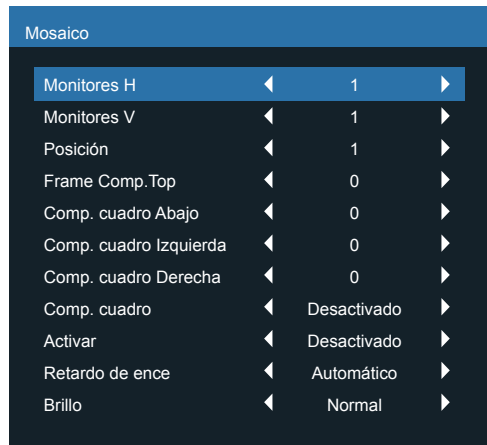 Mosaico
Monitores H 1
Monitores V 1
Posición 1
Frame Comp.Top 0
Comp. cuadro Abajo 0
Comp. cuadro Izquierda 0
Comp. cuadro Derecha 0
Comp. cuadro Desactivado
Activar Desactivado
Retardo de ence Automático
Brillo Normal